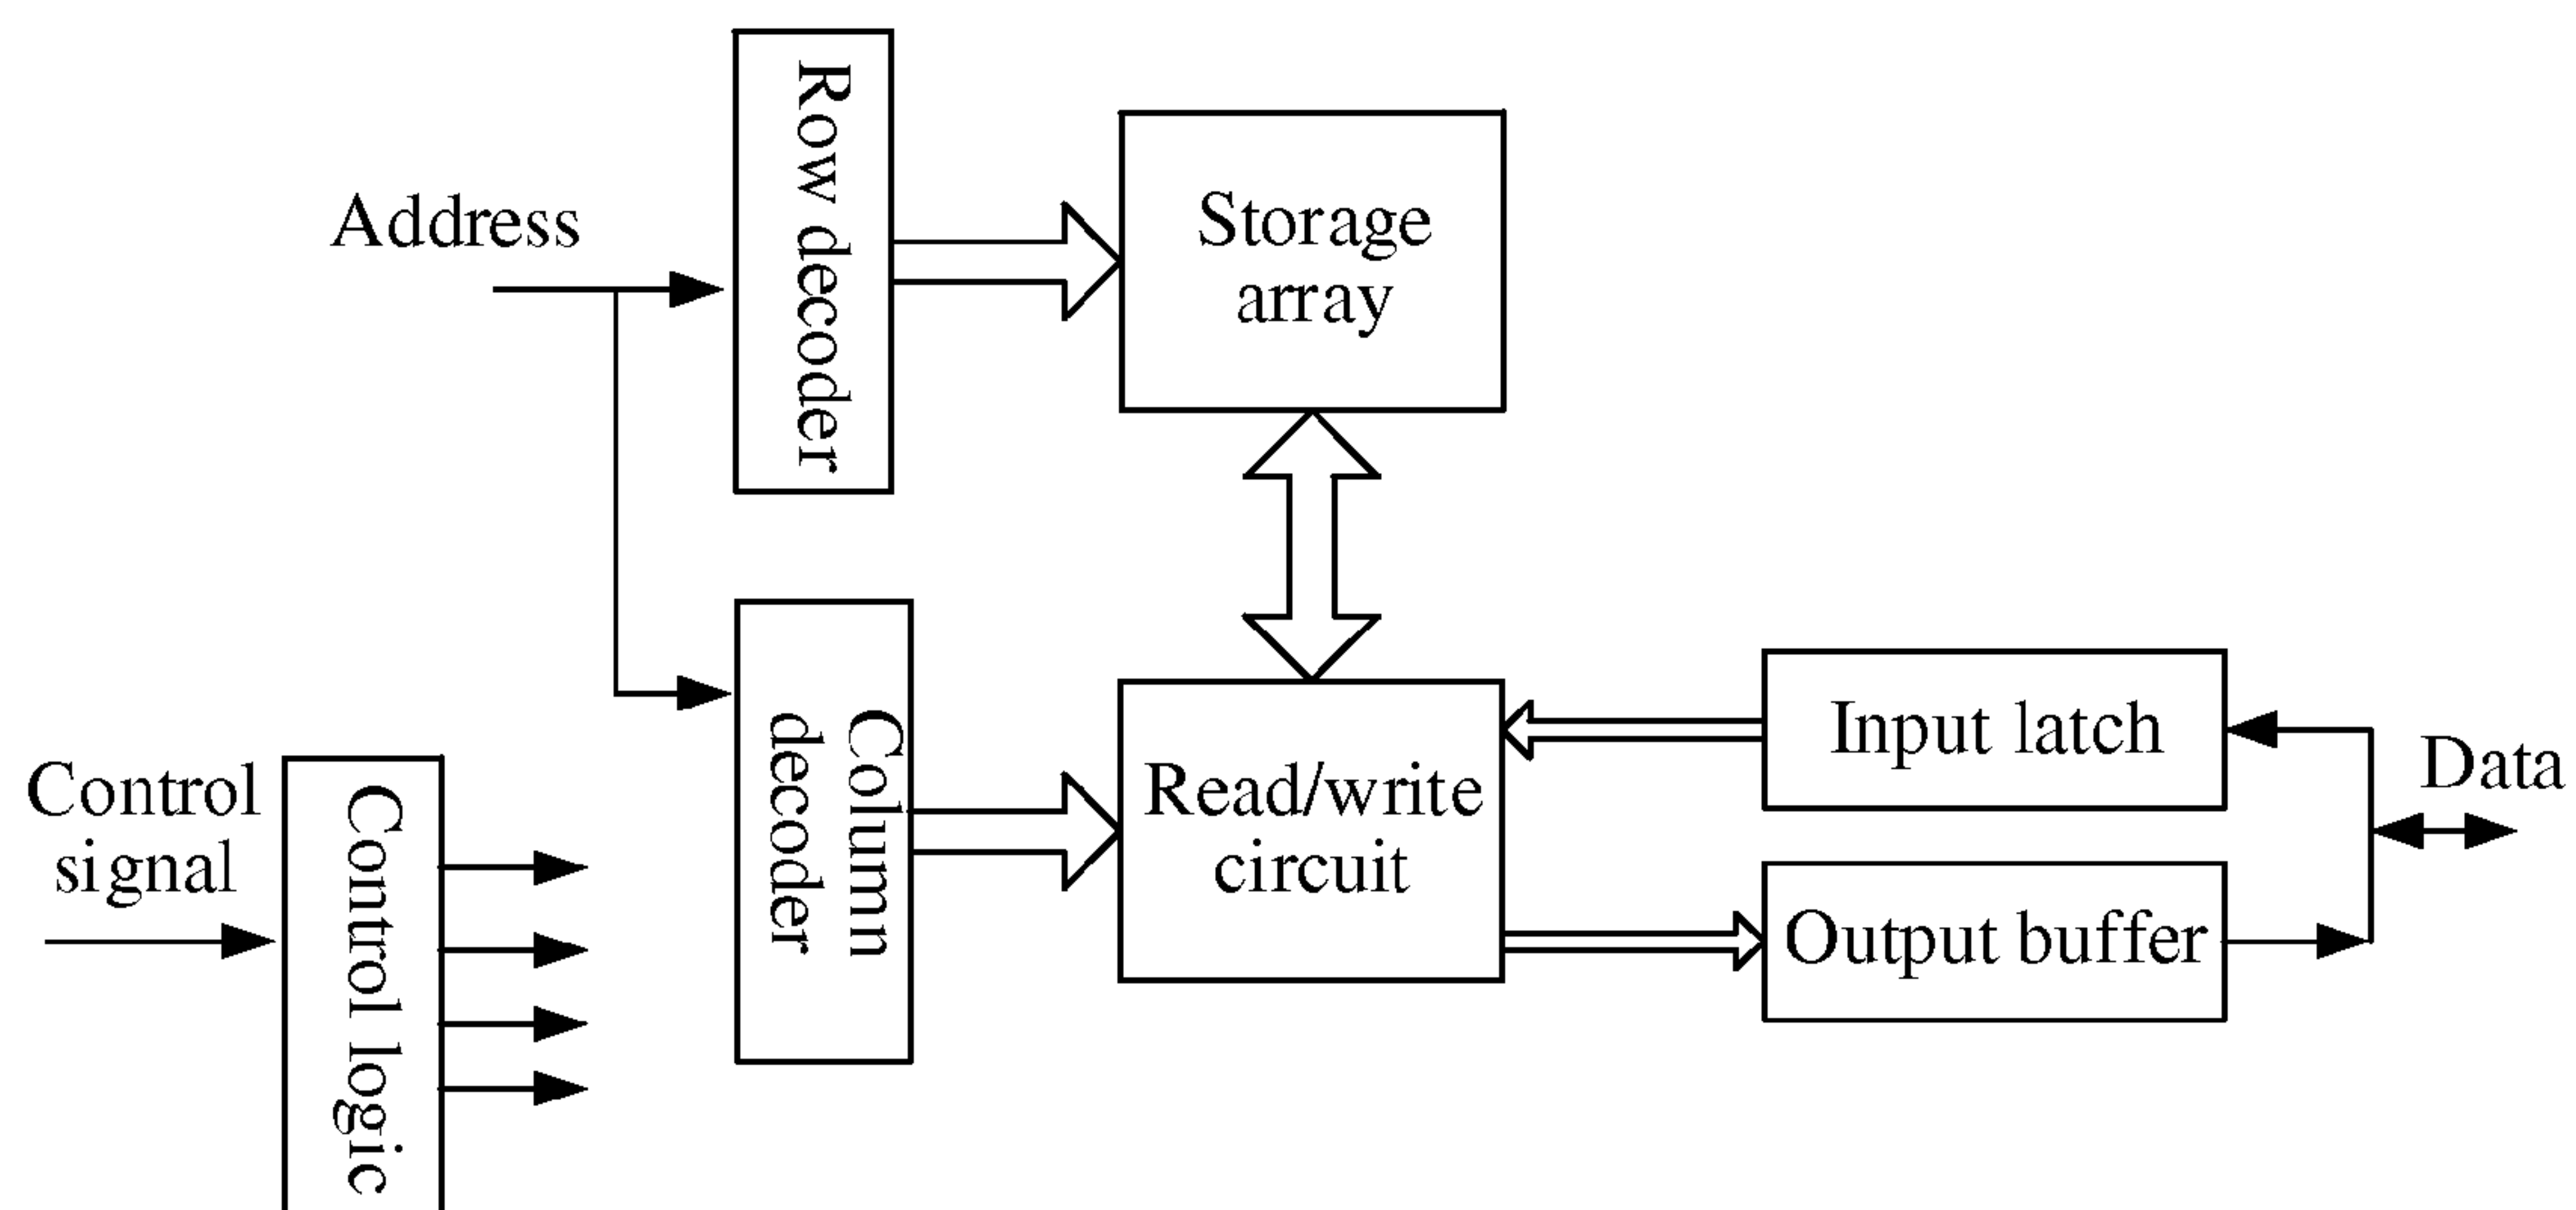 Row decoder
Address
Storage
array
Column
decoder
Control
signal
Control logic
Read/write
circuit
Input latch
Data
Output buffer